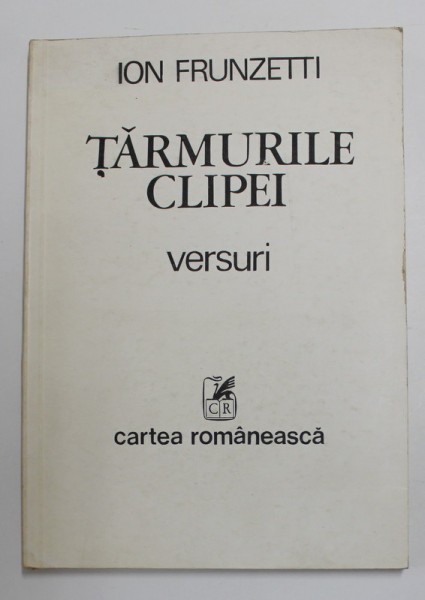 ION FRUNZETTI
ȚĂRMURILE
CLIPEI
versuri
CR
cartea românească